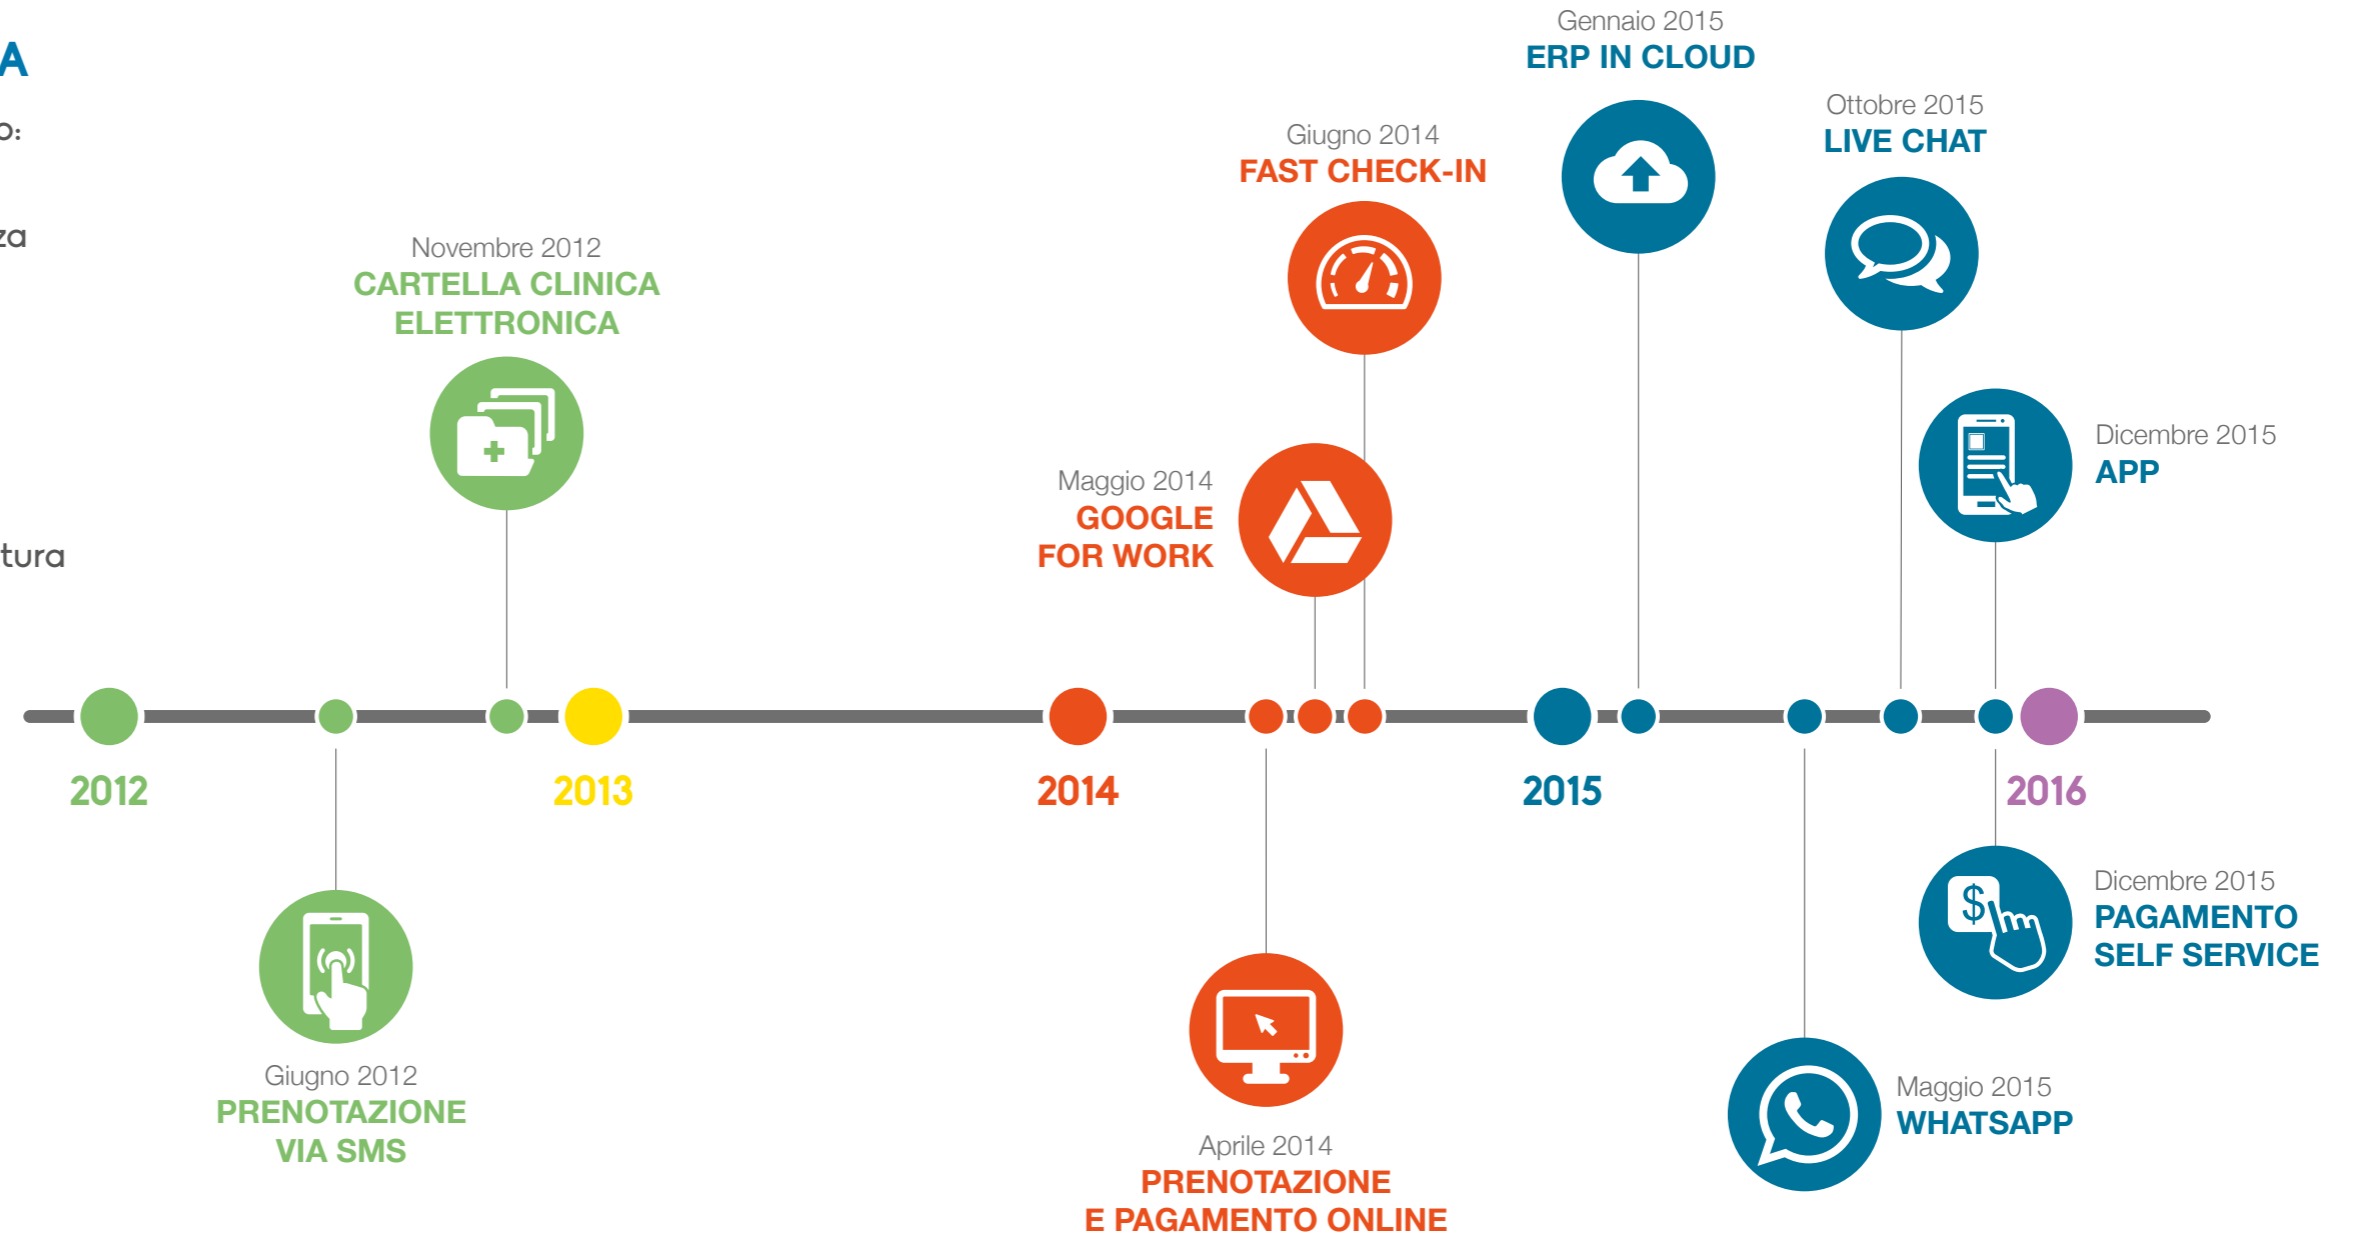 A
o:
za
tura
Novembre 2012
CARTELLA CLINICA
ELETTRONICA
Giugno 2014
FAST CHECK-IN
Maggio 2014
GOOGLE
FOR WORK
Gennaio 2015
ERP IN CLOUD
Ottobre 2015
LIVE CHAT
Dicembre 2015
APP
2012
2013
2014
2015
2016
Giugno 2012
PRENOTAZIONE
VIA SMS
Aprile 2014
PRENOTAZIONE
E PAGAMENTO ONLINE
Maggio 2015
WHATSAPP
$
Dicembre 2015
PAGAMENTO
SELF SERVICE